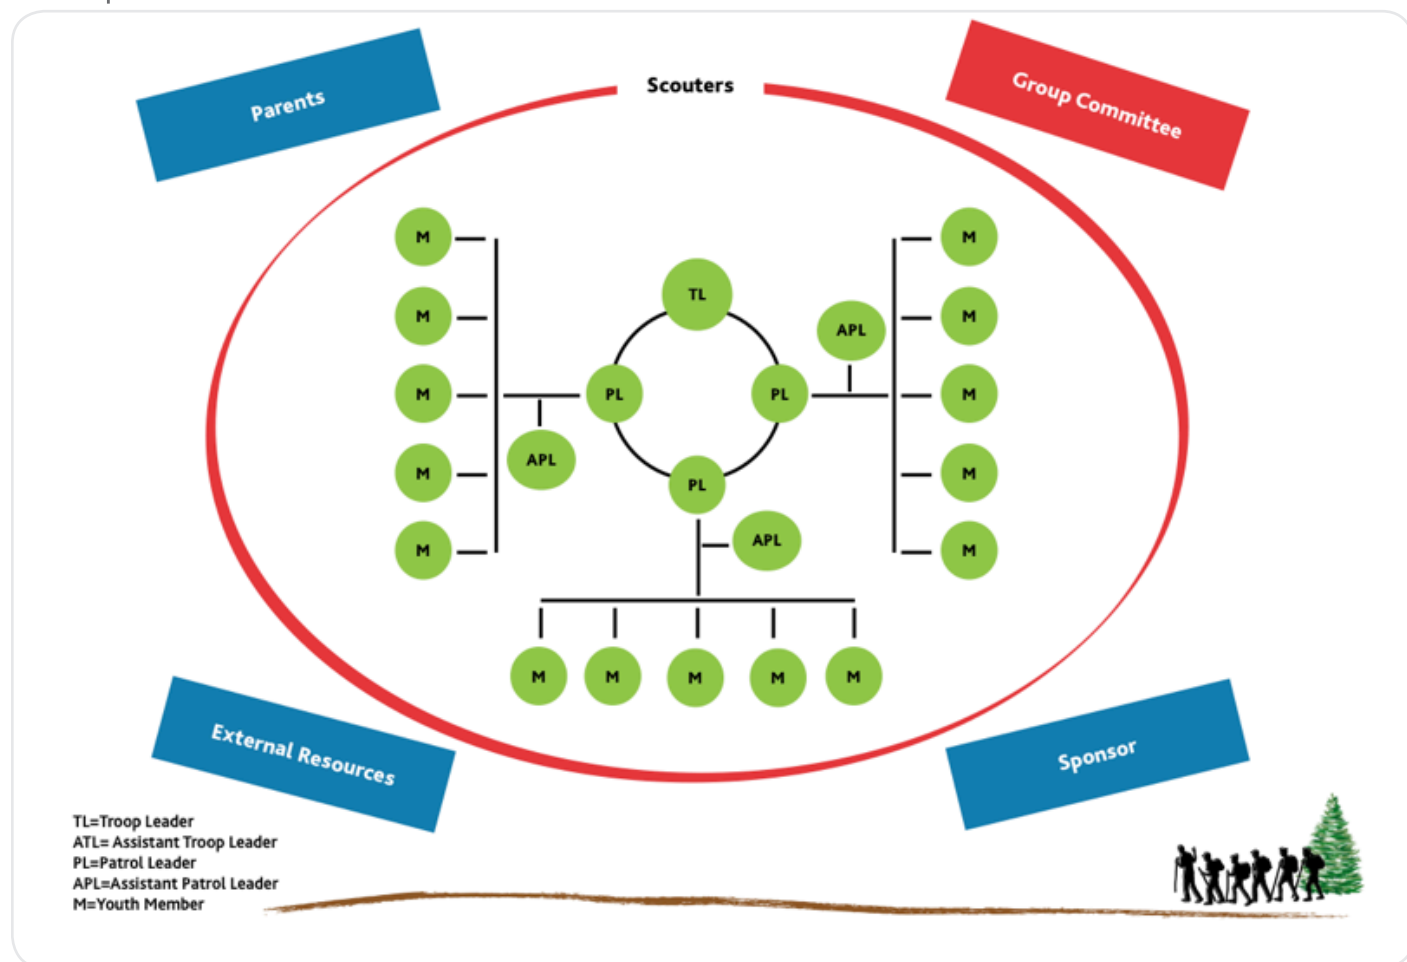 Parents
Scouters
Group Committee
M
M
TL
M
APL
M
M
PL
PL
M
M
APL
M
PL
M
APL
M
M
M
M
M
M
M
External Resources
Sponsor
TL=Troop Leader
ATL= Assistant Troop Leader
PL=Patrol Leader
APL=Assistant Patrol Leader
M=Youth Member